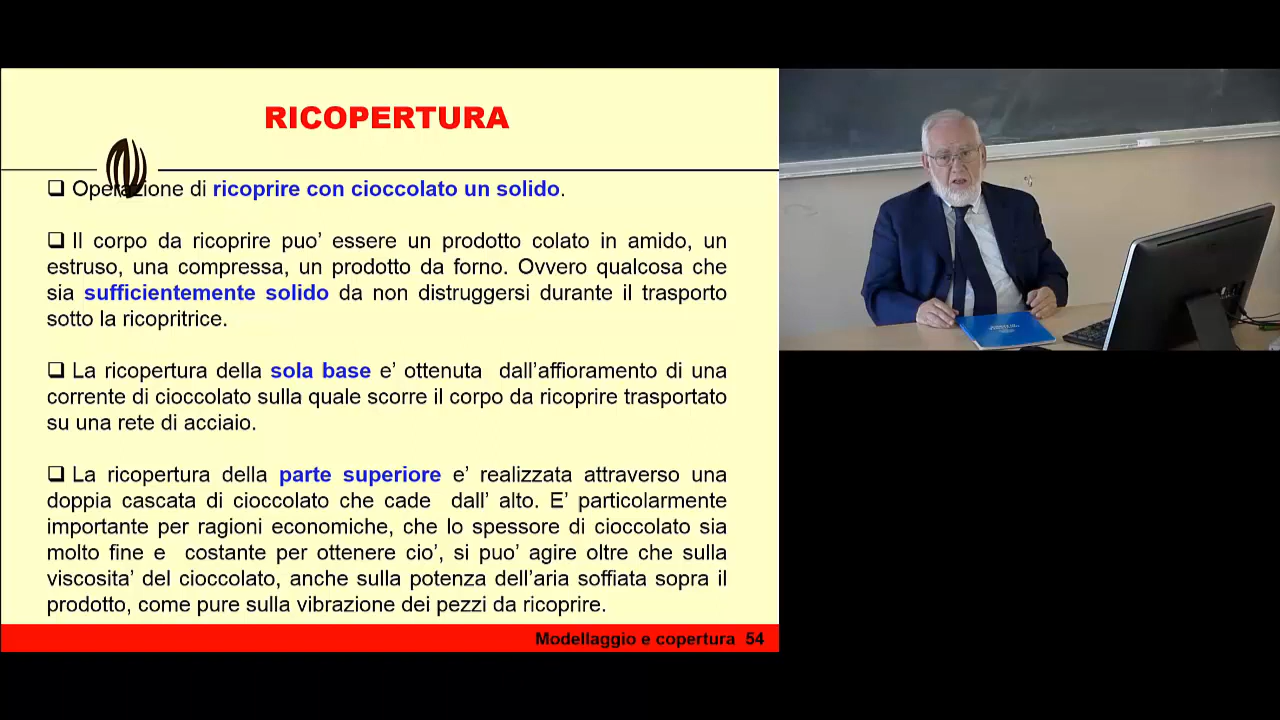 RICOPERTURA
❑ Operazione di ricoprire con cioccolato un solido.
❑ Il corpo da ricoprire puo' essere un prodotto colato in amido, un
estruso, una compressa, un prodotto da forno. Ovvero qualcosa che
sia sufficientemente solido da non distruggersi durante il trasporto
sotto la ricopritrice.
❑ La ricopertura della sola base e' ottenuta dall'affioramento di una
corrente di cioccolato sulla quale scorre il corpo da ricoprire trasportato
su una rete di acciaio.
❑ La ricopertura della parte superiore e' realizzata attraverso una
doppia cascata di cioccolato che cade dall' alto. E' particolarmente
importante per ragioni economiche, che lo spessore di cioccolato sia
molto fine e costante per ottenere cio', si puo' agire oltre che sulla
viscosita' del cioccolato, anche sulla potenza dell'aria soffiata sopra il
prodotto, come pure sulla vibrazione dei pezzi da ricoprire.
Modellaggio e copertura 54